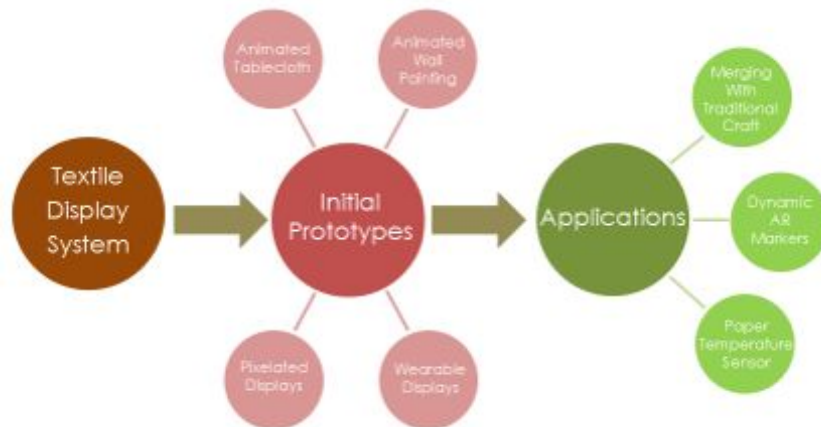 Textile
Display
System
Animated
Tablecloth
Animated
Wall
Painting
Initial
Prototypes
Pixelated
Displays
Wearable
Displays
Applications
Merging
With
Traditional
Craft
Dynamic
AR
Markers
Paper
Temperature
Sensor